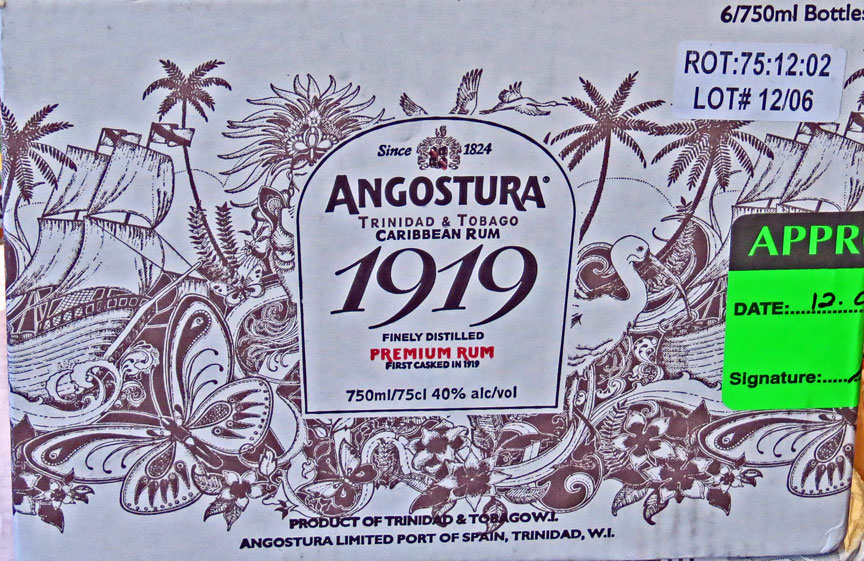 6/750ml Bottles
ROT:75:12:02
LOT# 12/06
Since 1824
ANGOSTURA®
TRINIDAD & TOBAGO
CARIBBEAN RUM
1919
FINELY DISTILLED
PREMIUM RUM
FIRST CASKED IN 1919
750ml/75cl 40% alc/vol
APPR
DATE:
Signature:
PRODUCT OF TRINIDAD & TOBAGO W.I.
ANGOSTURA LIMITED PORT OF SPAIN, TRINIDAD, W.I.